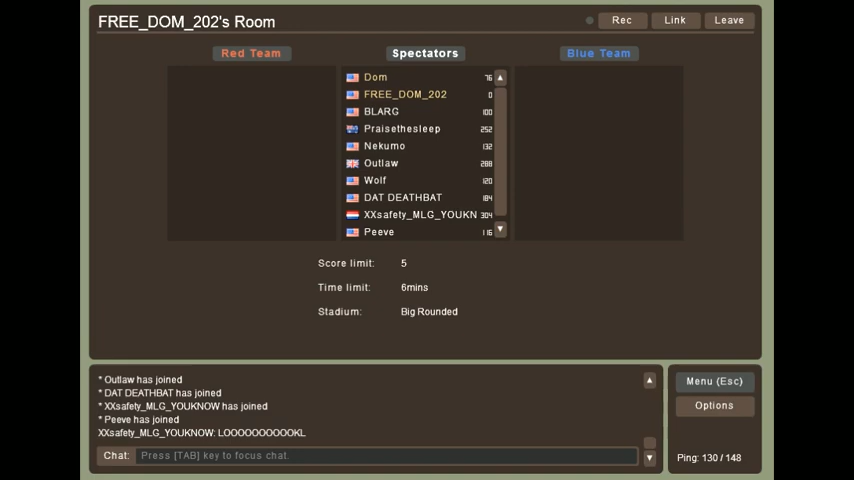 FREE_DOM_202's Room
Rec Link Leave
Red Team Spectators Blue Team
Dom 76
FREE_DOM_202 0
BLARG 100
Praisethesleep 252
Nekumo 132
Outlaw 288
Wolf 120
DAT DEATHBAT 184
XXsafety_MLG_YOUKN 304
Peeve 116
Score limit: 5
Time limit: 6mins
Stadium: Big Rounded
* Outlaw has joined
* DAT DEATHBAT has joined
* XXsafety_MLG_YOUKNOW has joined
* Peeve has joined
XXsafety_MLG_YOUKNOW: LOOOOOOOOOOKL
Chat: Press [TAB] key to focus chat.
Menu (Esc)
Options
Ping: 130 / 148